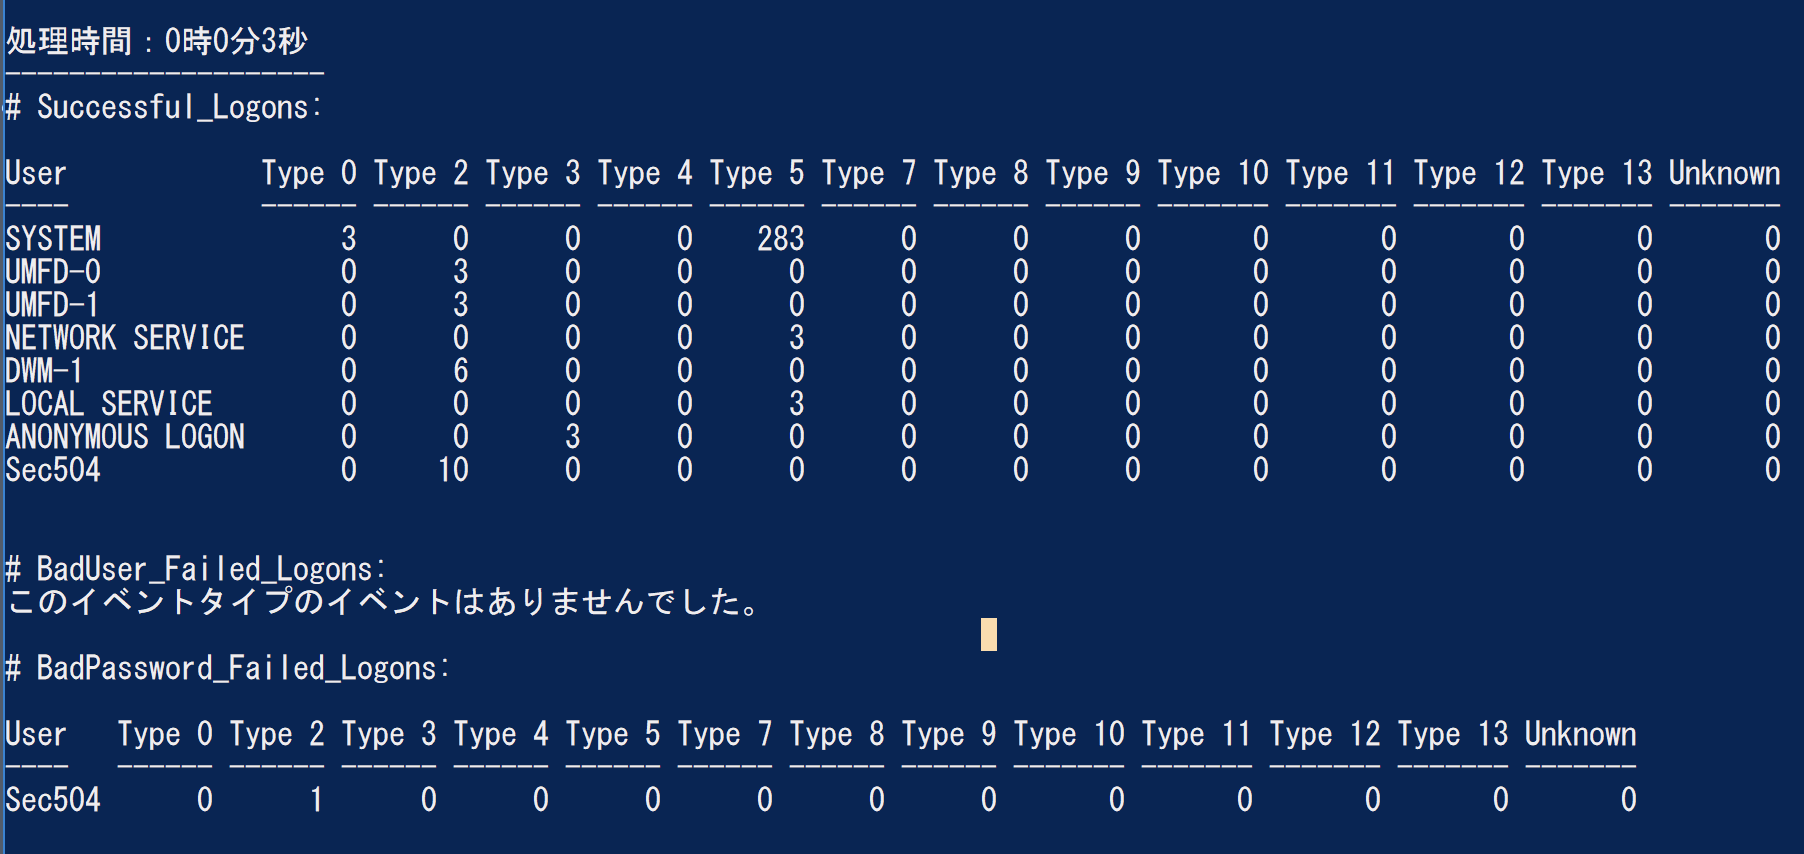 処理時間：0時0分3秒
--------------------
# Successful_Logons:
User            Type 0 Type 2 Type 3 Type 4 Type 5 Type 7 Type 8 Type 9 Type 10 Type 11 Type 12 Type 13 Unknown
----            ------ ------ ------ ------ ------ ------ ------ ------ ------- ------- ------- ------- -------
SYSTEM               3      0      0      0    283      0      0      0       0       0       0       0       0
UMFD-0               0      3      0      0      0      0      0      0       0       0       0       0       0
UMFD-1               0      3      0      0      0      0      0      0       0       0       0       0       0
NETWORK SERVICE      0      0      0      0      3      0      0      0       0       0       0       0       0
DWM-1                0      6      0      0      0      0      0      0       0       0       0       0       0
LOCAL SERVICE        0      0      0      0      3      0      0      0       0       0       0       0       0
ANONYMOUS LOGON      0      0      3      0      0      0      0      0       0       0       0       0       0
Sec504               0     10      0      0      0      0      0      0       0       0       0       0       0
# BadUser_Failed_Logons:
このイベントタイプのイベントはありませんでした。
# BadPassword_Failed_Logons:
User   Type 0 Type 2 Type 3 Type 4 Type 5 Type 7 Type 8 Type 9 Type 10 Type 11 Type 12 Type 13 Unknown
----   ------ ------ ------ ------ ------ ------ ------ ------ ------- ------- ------- ------- -------
Sec504      0      1      0      0      0      0      0      0       0       0       0       0       0